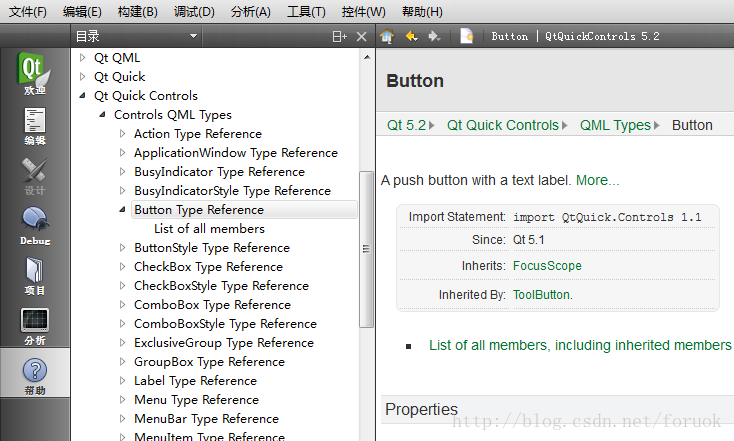 文件(F) 编辑(E) 构建(B) 调试(D) 分析(A) 工具(T) 控件(W) 帮助(H)
目录
Button | QtQuickControls 5.2
Qt
欢迎
编辑
设计
Debug
项目
分析
帮助
Qt QML
Qt Quick
Qt Quick Controls
Controls QML Types
Action Type Reference
ApplicationWindow Type Reference
BusyIndicator Type Reference
BusyIndicatorStyle Type Reference
Button Type Reference
List of all members
ButtonStyle Type Reference
CheckBox Type Reference
CheckBoxStyle Type Reference
ComboBox Type Reference
ComboBoxStyle Type Reference
ExclusiveGroup Type Reference
GroupBox Type Reference
Label Type Reference
Menu Type Reference
MenuBar Type Reference
MenuItem Type Reference
Button
Qt 5.2 Qt Quick Controls QML Types Button
A push button with a text label. More...
Import Statement: import QtQuick.Controls 1.1
Since: Qt 5.1
Inherits: FocusScope
Inherited By: ToolButton.
List of all members, including inherited members
Properties
http://blog.csdn.net/foruok